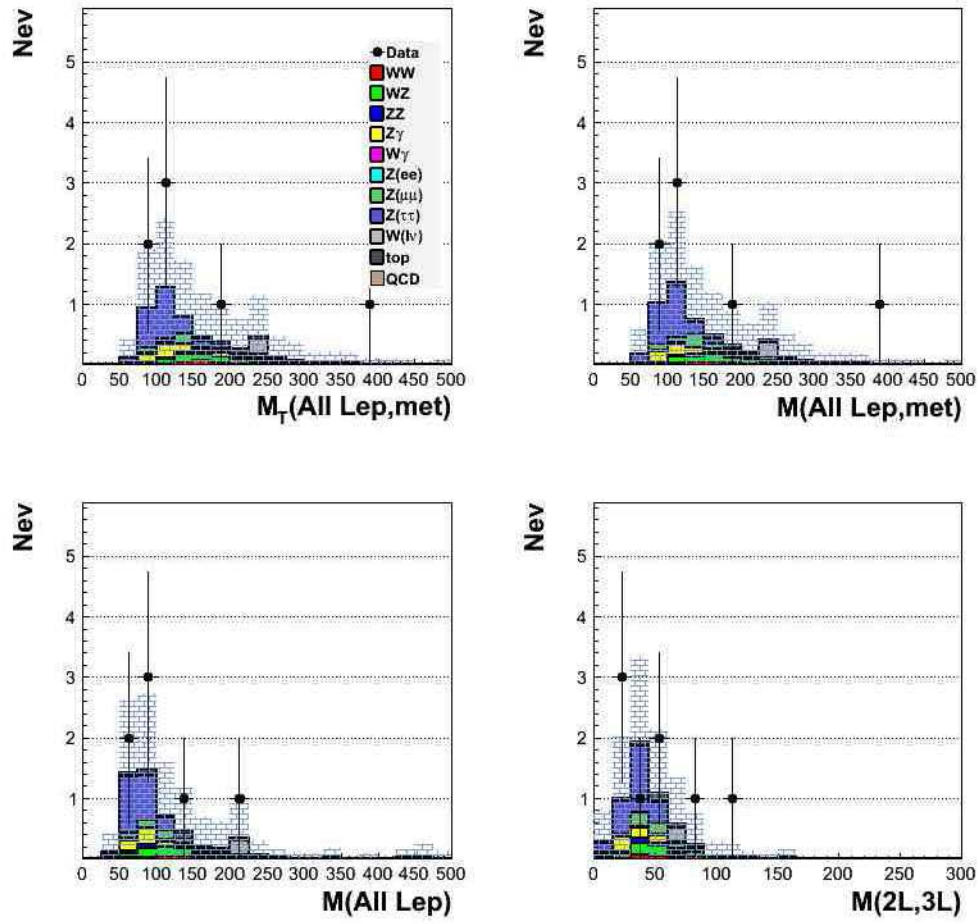 Nev
5
4
3
2
1
Data
WW
WZ
ZZ
Zγ
Wγ
Z(ee)
Z(μμ)
Z(ττ)
W(lν)
top
QCD
0 50 100 150 200 250 300 350 400 450 500
M_T(All Lep,met)
Nev
5
4
3
2
1
0 50 100 150 200 250 300 350 400 450 500
M(All Lep,met)
Nev
5
4
3
2
1
0 50 100 150 200 250 300 350 400 450 500
M(All Lep)
Nev
5
4
3
2
1
0 50 100 150 200 250 300
M(2L,3L)